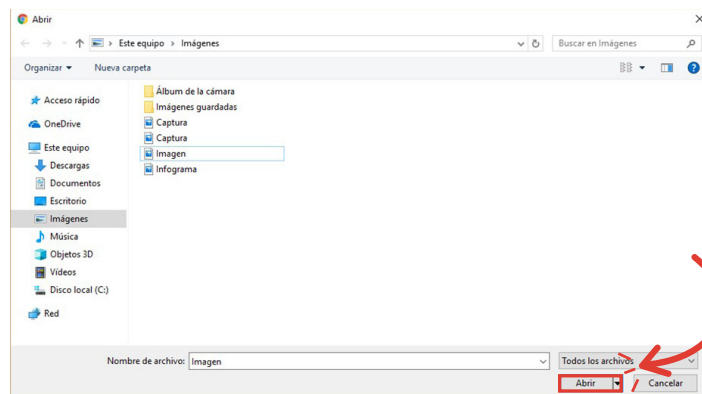 Abrir
Este equipo > Imágenes
Buscar en Imágenes
Organizar
Nueva carpeta
Acceso rápido
OneDrive
Este equipo
Descargas
Documentos
Escritorio
Imágenes
Música
Objetos 3D
Vídeos
Disco local (C:)
Red
Álbum de la cámara
Imágenes guardadas
Captura
Captura
Imagen
Infograma
Nombre de archivo: Imagen
Todos los archivos
Abrir
Cancelar